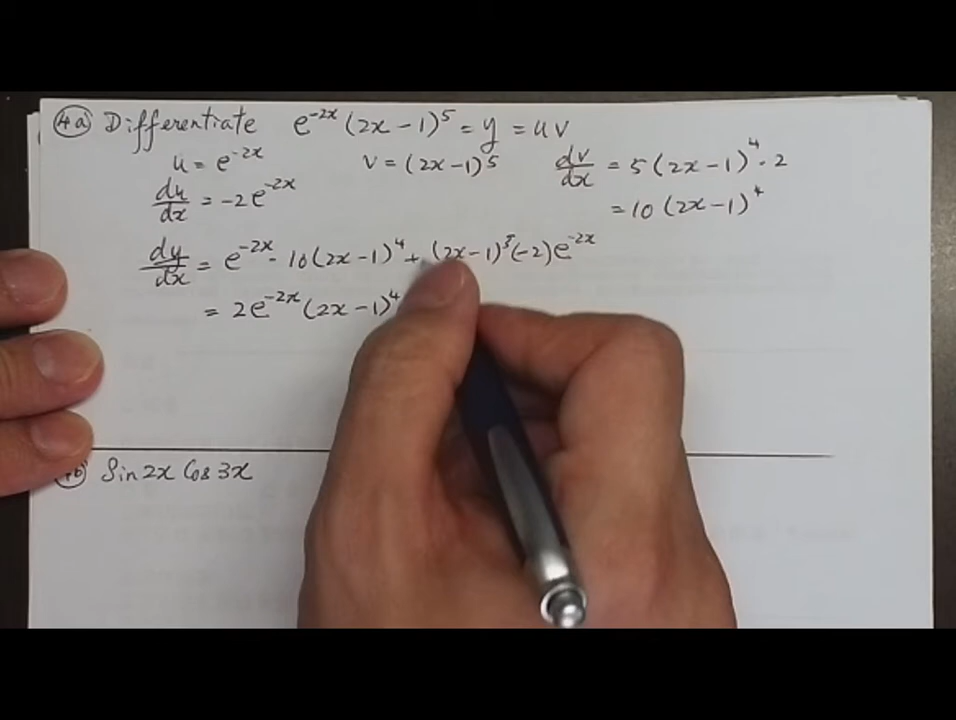 4a) Differentiate e^{-2x} (2x-1)^5 = y = uv
u = e^{-2x} v = (2x-1)^5 dv/dx = 5(2x-1)^4 · 2
du/dx = -2e^{-2x} = 10(2x-1)^4
dy/dx = e^{-2x} · 10(2x-1)^4 + (2x-1)^5(-2)e^{-2x}
= 2e^{-2x}(2x-1)^4
4b) Sin2x Cos 3x